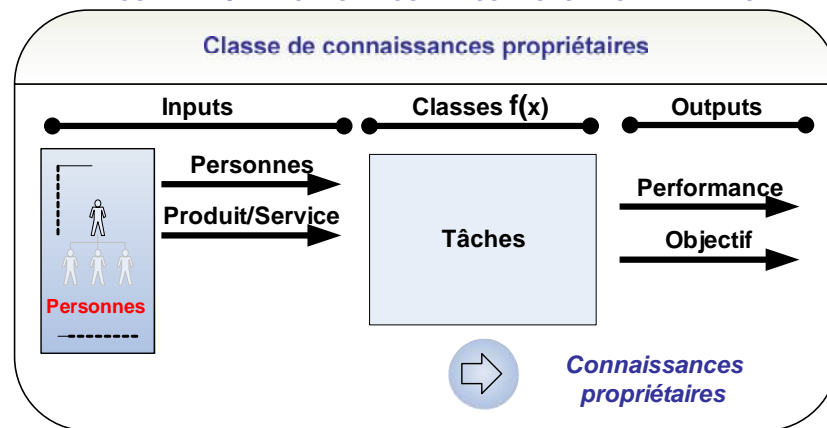 Classe de connaissances propriétaires
Inputs
Classes f(x)
Outputs
Personnes
Produit/Service
Personnes
Tâches
Performance
Objectif
Connaissances
propriétaires